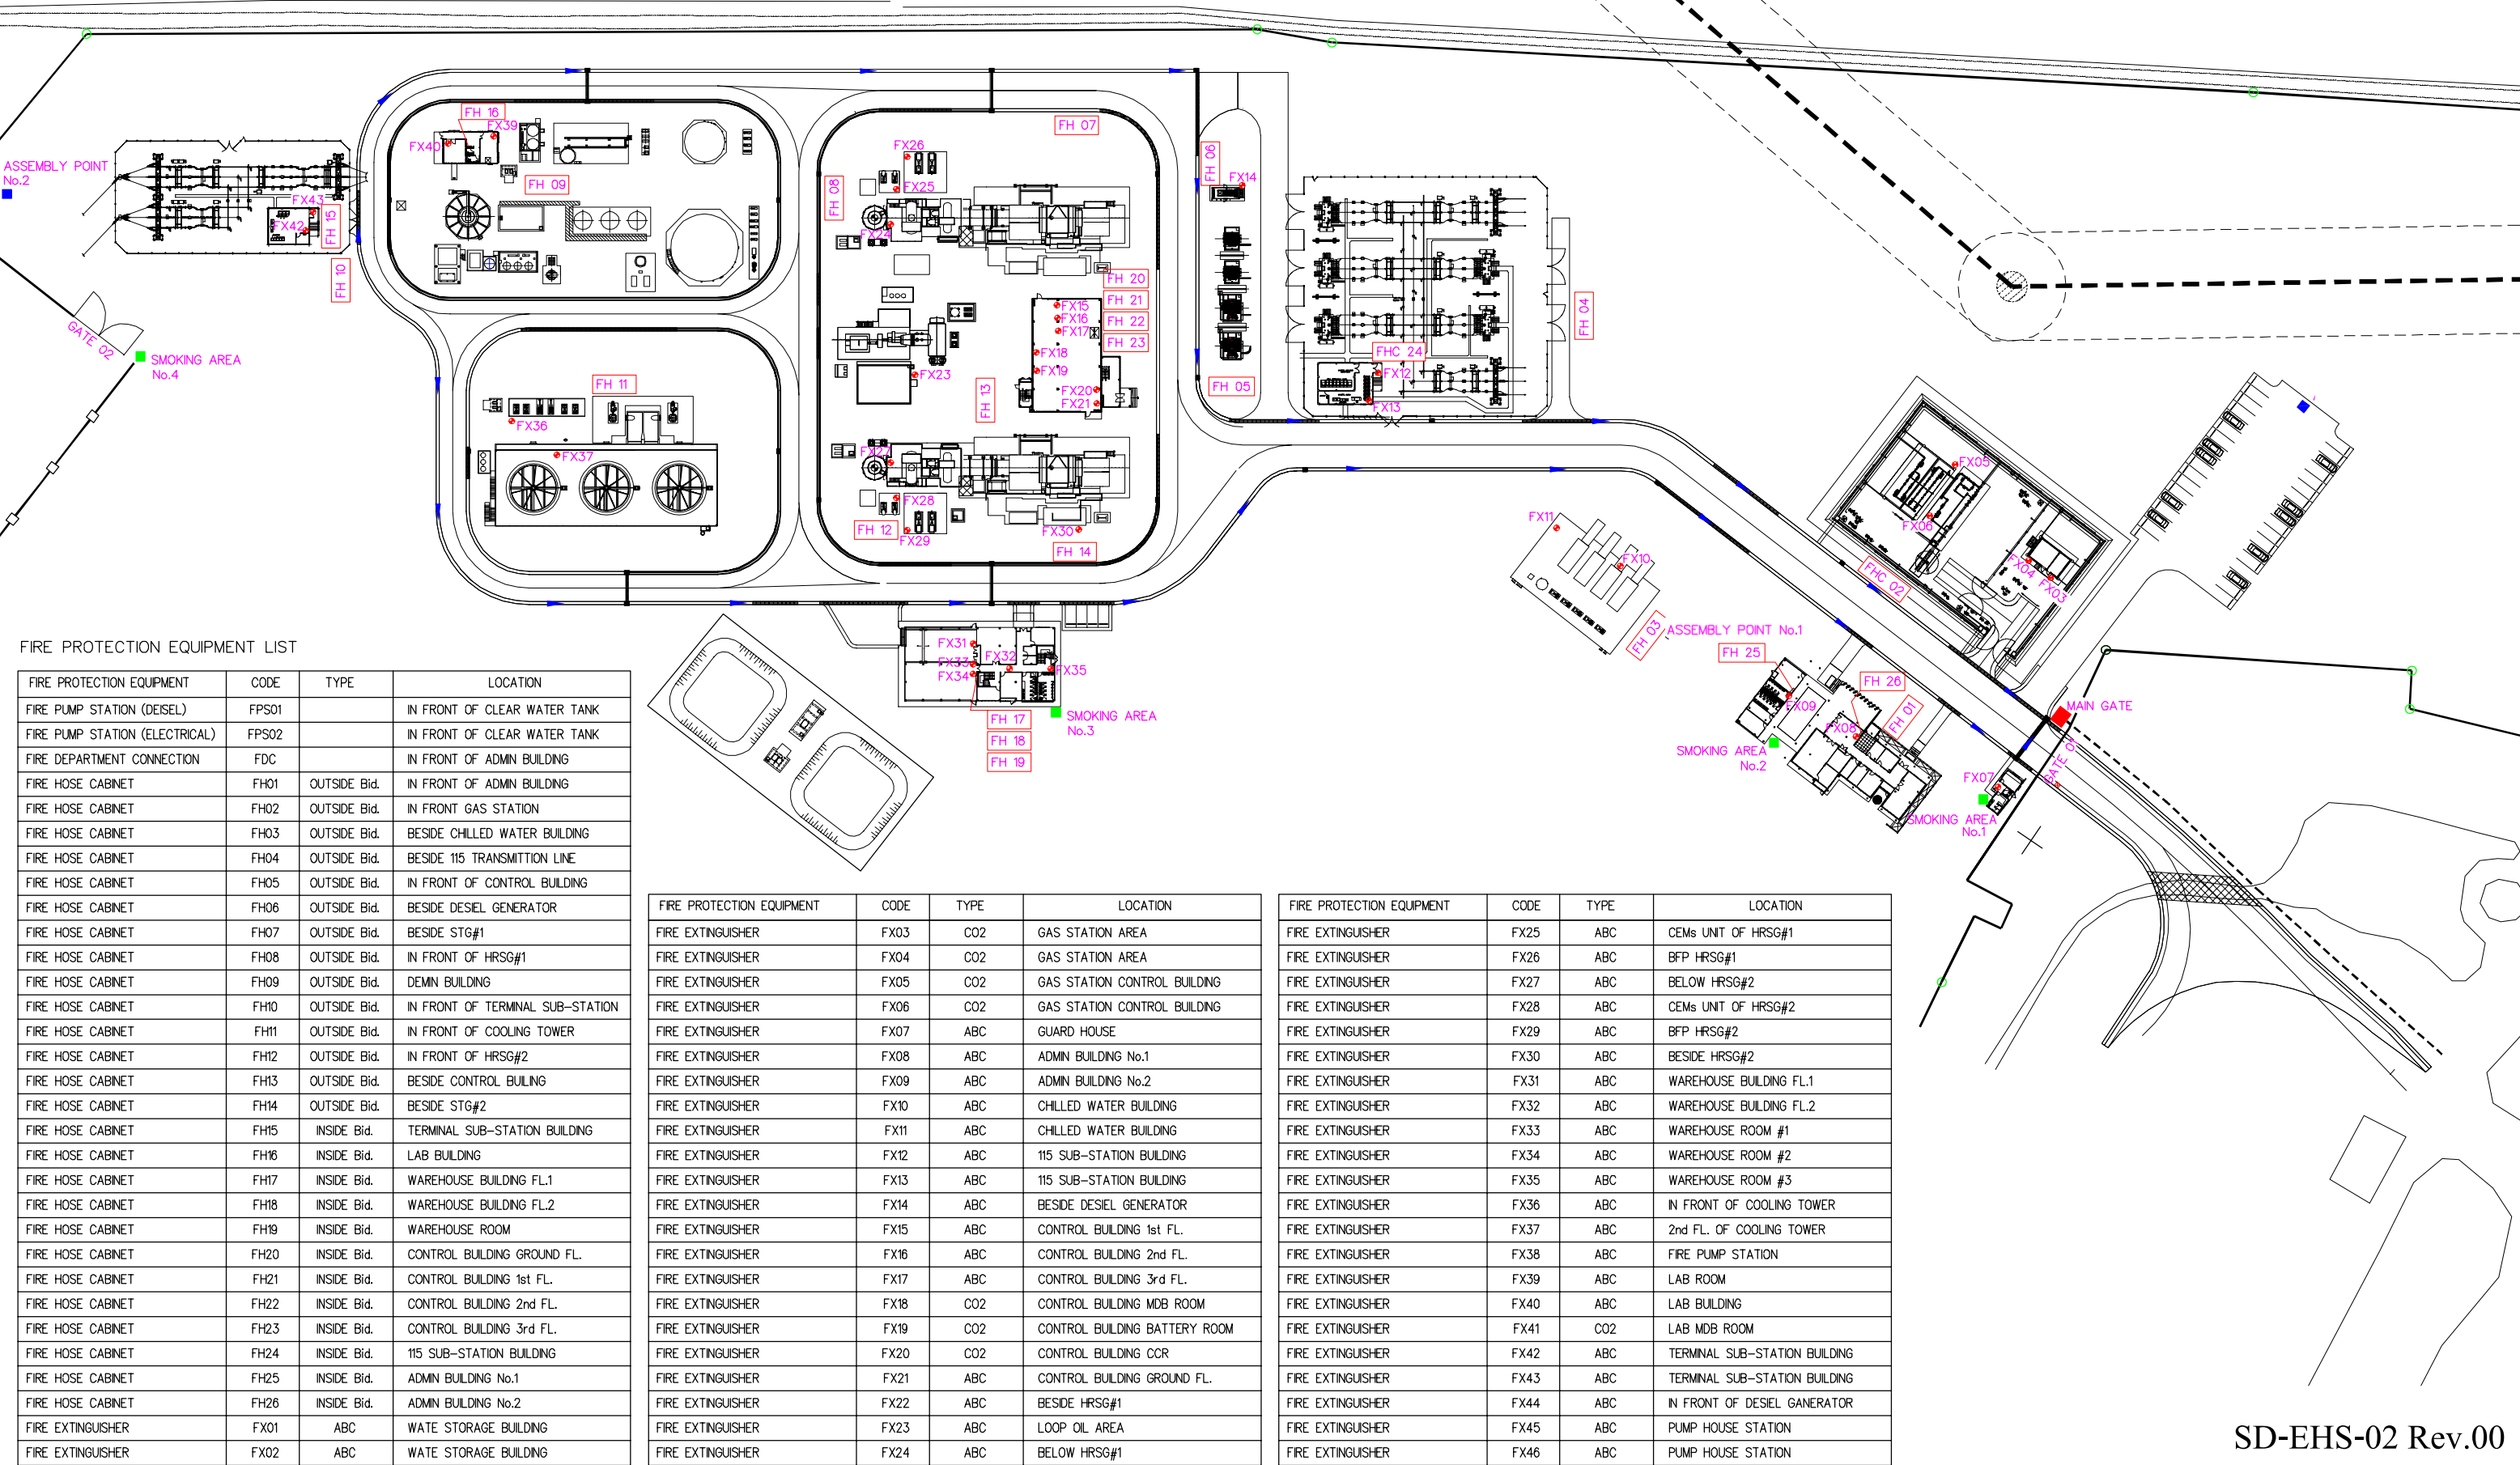 FH 16
FX39
FX40
FH 09
ASSEMBLY POINT
No.2
FX43
FX42
FH 15
FH 10
GATE 02
SMOKING AREA
No.4
FH 11
FX36
FX37
FH 07
FX26
FX25
FH 08
FX24
FH 20
FH 21
FH 22
FH 23
FX15
FX16
FX17
FX18
FX19
FX20
FX21
FX23
FH 13
FX27
FX28
FH 12
FX29
FX30
FH 14
FH 06
FX14
FH 05
FH 04
FHC 24
FX12
FX13
FX05
FX06
FX04
FX03
FHC 02
FX11
FX10
FH 03
ASSEMBLY POINT No.1
FH 25
FX09
FH 26
FH 01
FX08
SMOKING AREA
No.2
MAIN GATE
GATE 01
FX07
SMOKING AREA
No.1
FX31
FX33
FX34
FX32
FX35
SMOKING AREA
No.3
FH 17
FH 18
FH 19
FIRE PROTECTION EQUIPMENT LIST
FIRE PROTECTION EQUIPMENT CODE TYPE LOCATION
FIRE PUMP STATION (DEISEL) FPS01 IN FRONT OF CLEAR WATER TANK
FIRE PUMP STATION (ELECTRICAL) FPS02 IN FRONT OF CLEAR WATER TANK
FIRE DEPARTMENT CONNECTION FDC IN FRONT OF ADMIN BUILDING
FIRE HOSE CABINET FH01 OUTSIDE Bid. IN FRONT OF ADMIN BUILDING
FIRE HOSE CABINET FH02 OUTSIDE Bid. IN FRONT GAS STATION
FIRE HOSE CABINET FH03 OUTSIDE Bid. BESIDE CHILLED WATER BUILDING
FIRE HOSE CABINET FH04 OUTSIDE Bid. BESIDE 115 TRANSMITTION LINE
FIRE HOSE CABINET FH05 OUTSIDE Bid. IN FRONT OF CONTROL BUILDING
FIRE HOSE CABINET FH06 OUTSIDE Bid. BESIDE DESIEL GENERATOR
FIRE HOSE CABINET FH07 OUTSIDE Bid. BESIDE STG#1
FIRE HOSE CABINET FH08 OUTSIDE Bid. IN FRONT OF HRSG#1
FIRE HOSE CABINET FH09 OUTSIDE Bid. DEMIN BUILDING
FIRE HOSE CABINET FH10 OUTSIDE Bid. IN FRONT OF TERMINAL SUB-STATION
FIRE HOSE CABINET FH11 OUTSIDE Bid. IN FRONT OF COOLING TOWER
FIRE HOSE CABINET FH12 OUTSIDE Bid. IN FRONT OF HRSG#2
FIRE HOSE CABINET FH13 OUTSIDE Bid. BESIDE CONTROL BUILING
FIRE HOSE CABINET FH14 OUTSIDE Bid. BESIDE STG#2
FIRE HOSE CABINET FH15 INSIDE Bid. TERMINAL SUB-STATION BUILDING
FIRE HOSE CABINET FH16 INSIDE Bid. LAB BUILDING
FIRE HOSE CABINET FH17 INSIDE Bid. WAREHOUSE BUILDING FL.1
FIRE HOSE CABINET FH18 INSIDE Bid. WAREHOUSE BUILDING FL.2
FIRE HOSE CABINET FH19 INSIDE Bid. WAREHOUSE ROOM
FIRE HOSE CABINET FH20 INSIDE Bid. CONTROL BUILDING GROUND FL.
FIRE HOSE CABINET FH21 INSIDE Bid. CONTROL BUILDING 1st FL.
FIRE HOSE CABINET FH22 INSIDE Bid. CONTROL BUILDING 2nd FL.
FIRE HOSE CABINET FH23 INSIDE Bid. CONTROL BUILDING 3rd FL.
FIRE HOSE CABINET FH24 INSIDE Bid. 115 SUB-STATION BUILDING
FIRE HOSE CABINET FH25 INSIDE Bid. ADMIN BUILDING No.1
FIRE HOSE CABINET FH26 INSIDE Bid. ADMIN BUILDING No.2
FIRE EXTINGUISHER FX01 ABC WATE STORAGE BUILDING
FIRE EXTINGUISHER FX02 ABC WATE STORAGE BUILDING
FIRE PROTECTION EQUIPMENT CODE TYPE LOCATION
FIRE EXTINGUISHER FX03 CO2 GAS STATION AREA
FIRE EXTINGUISHER FX04 CO2 GAS STATION AREA
FIRE EXTINGUISHER FX05 CO2 GAS STATION CONTROL BUILDING
FIRE EXTINGUISHER FX06 CO2 GAS STATION CONTROL BUILDING
FIRE EXTINGUISHER FX07 ABC GUARD HOUSE
FIRE EXTINGUISHER FX08 ABC ADMIN BUILDING No.1
FIRE EXTINGUISHER FX09 ABC ADMIN BUILDING No.2
FIRE EXTINGUISHER FX10 ABC CHILLED WATER BUILDING
FIRE EXTINGUISHER FX11 ABC CHILLED WATER BUILDING
FIRE EXTINGUISHER FX12 ABC 115 SUB-STATION BUILDING
FIRE EXTINGUISHER FX13 ABC 115 SUB-STATION BUILDING
FIRE EXTINGUISHER FX14 ABC BESIDE DESIEL GENERATOR
FIRE EXTINGUISHER FX15 ABC CONTROL BUILDING 1st FL.
FIRE EXTINGUISHER FX16 ABC CONTROL BUILDING 2nd FL.
FIRE EXTINGUISHER FX17 ABC CONTROL BUILDING 3rd FL.
FIRE EXTINGUISHER FX18 CO2 CONTROL BUILDING MDB ROOM
FIRE EXTINGUISHER FX19 CO2 CONTROL BUILDING BATTERY ROOM
FIRE EXTINGUISHER FX20 CO2 CONTROL BUILDING CCR
FIRE EXTINGUISHER FX21 ABC CONTROL BUILDING GROUND FL.
FIRE EXTINGUISHER FX22 ABC BESIDE HRSG#1
FIRE EXTINGUISHER FX23 ABC LOOP OIL AREA
FIRE EXTINGUISHER FX24 ABC BELOW HRSG#1
FIRE PROTECTION EQUIPMENT CODE TYPE LOCATION
FIRE EXTINGUISHER FX25 ABC CEMs UNIT OF HRSG#1
FIRE EXTINGUISHER FX26 ABC BFP HRSG#1
FIRE EXTINGUISHER FX27 ABC BELOW HRSG#2
FIRE EXTINGUISHER FX28 ABC CEMs UNIT OF HRSG#2
FIRE EXTINGUISHER FX29 ABC BFP HRSG#2
FIRE EXTINGUISHER FX30 ABC BESIDE HRSG#2
FIRE EXTINGUISHER FX31 ABC WAREHOUSE BUILDING FL.1
FIRE EXTINGUISHER FX32 ABC WAREHOUSE BUILDING FL.2
FIRE EXTINGUISHER FX33 ABC WAREHOUSE ROOM #1
FIRE EXTINGUISHER FX34 ABC WAREHOUSE ROOM #2
FIRE EXTINGUISHER FX35 ABC WAREHOUSE ROOM #3
FIRE EXTINGUISHER FX36 ABC IN FRONT OF COOLING TOWER
FIRE EXTINGUISHER FX37 ABC 2nd FL. OF COOLING TOWER
FIRE EXTINGUISHER FX38 ABC FIRE PUMP STATION
FIRE EXTINGUISHER FX39 ABC LAB ROOM
FIRE EXTINGUISHER FX40 ABC LAB BUILDING
FIRE EXTINGUISHER FX41 CO2 LAB MDB ROOM
FIRE EXTINGUISHER FX42 ABC TERMINAL SUB-STATION BUILDING
FIRE EXTINGUISHER FX43 ABC TERMINAL SUB-STATION BUILDING
FIRE EXTINGUISHER FX44 ABC IN FRONT OF DESIEL GANERATOR
FIRE EXTINGUISHER FX45 ABC PUMP HOUSE STATION
FIRE EXTINGUISHER FX46 ABC PUMP HOUSE STATION
SD-EHS-02 Rev.00